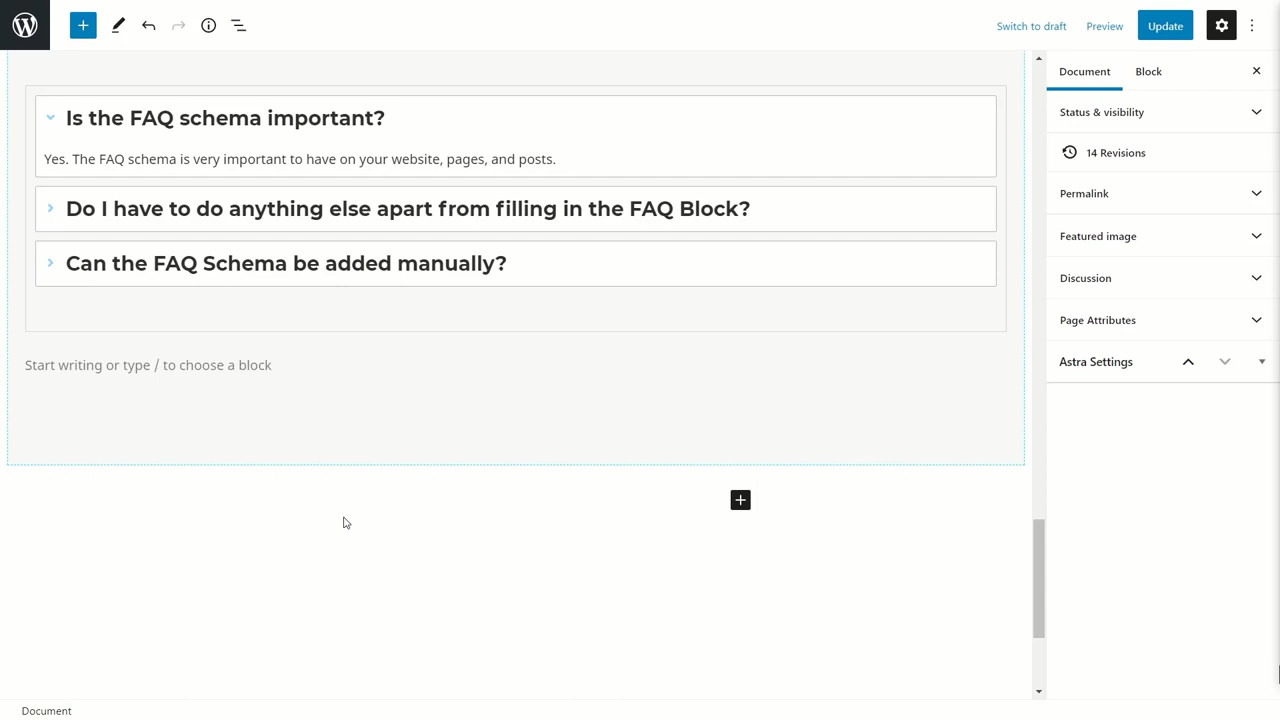 Switch to draft
Preview
Update
Is the FAQ schema important?
Yes. The FAQ schema is very important to have on your website, pages, and posts.
Do I have to do anything else apart from filling in the FAQ Block?
Can the FAQ Schema be added manually?
Start writing or type / to choose a block
Document
Block
Status & visibility
14 Revisions
Permalink
Featured image
Discussion
Page Attributes
Astra Settings
Document